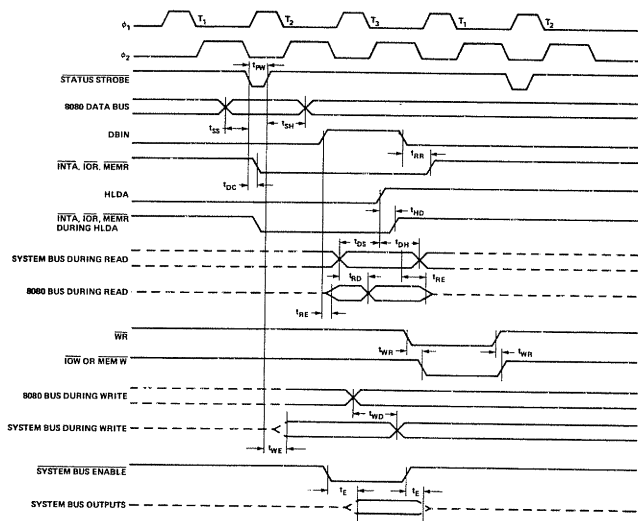 ϕ1 T1 T2 T3 T1 T2
ϕ2
tPW
STATUS STROBE
8080 DATA BUS
tSS tSH
DBIN
tRR
INTA, IOR, MEMR
tDC
HLDA
tHD
INTA, IOR, MEMR
DURING HLDA
tDS tDH
SYSTEM BUS DURING READ
tRD tRE
8080 BUS DURING READ
tRE
WR
tWR tWR
IOW OR MEM W
8080 BUS DURING WRITE
tWD
SYSTEM BUS DURING WRITE
tWE
SYSTEM BUS ENABLE
tE tE
SYSTEM BUS OUTPUTS